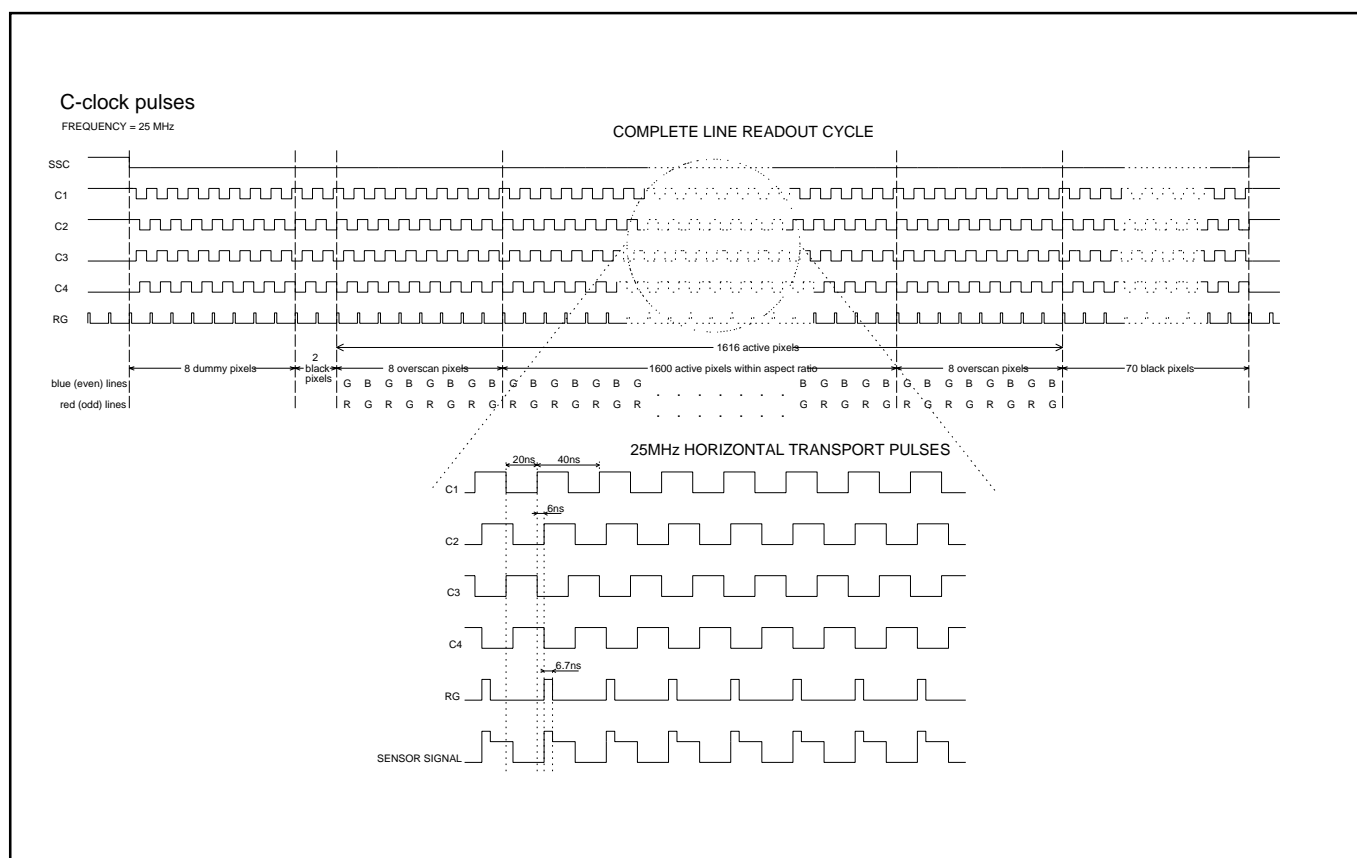 C-clock pulses
FREQUENCY = 25 MHz
COMPLETE LINE READOUT CYCLE
SSC
C1
C2
C3
C4
RG
1616 active pixels
8 dummy pixels
2 black pixels
8 overscan pixels
1600 active pixels within aspect ratio
8 overscan pixels
70 black pixels
blue (even) lines G B G B G B G B G B G B G B G B G B G B G B G B G B G B
red (odd) lines R G R G R G R G R G R G R G R G R G R G R G R G R G R G
25MHz HORIZONTAL TRANSPORT PULSES
20ns 40ns
C1
6ns
C2
C3
C4
6.7ns
RG
SENSOR SIGNAL